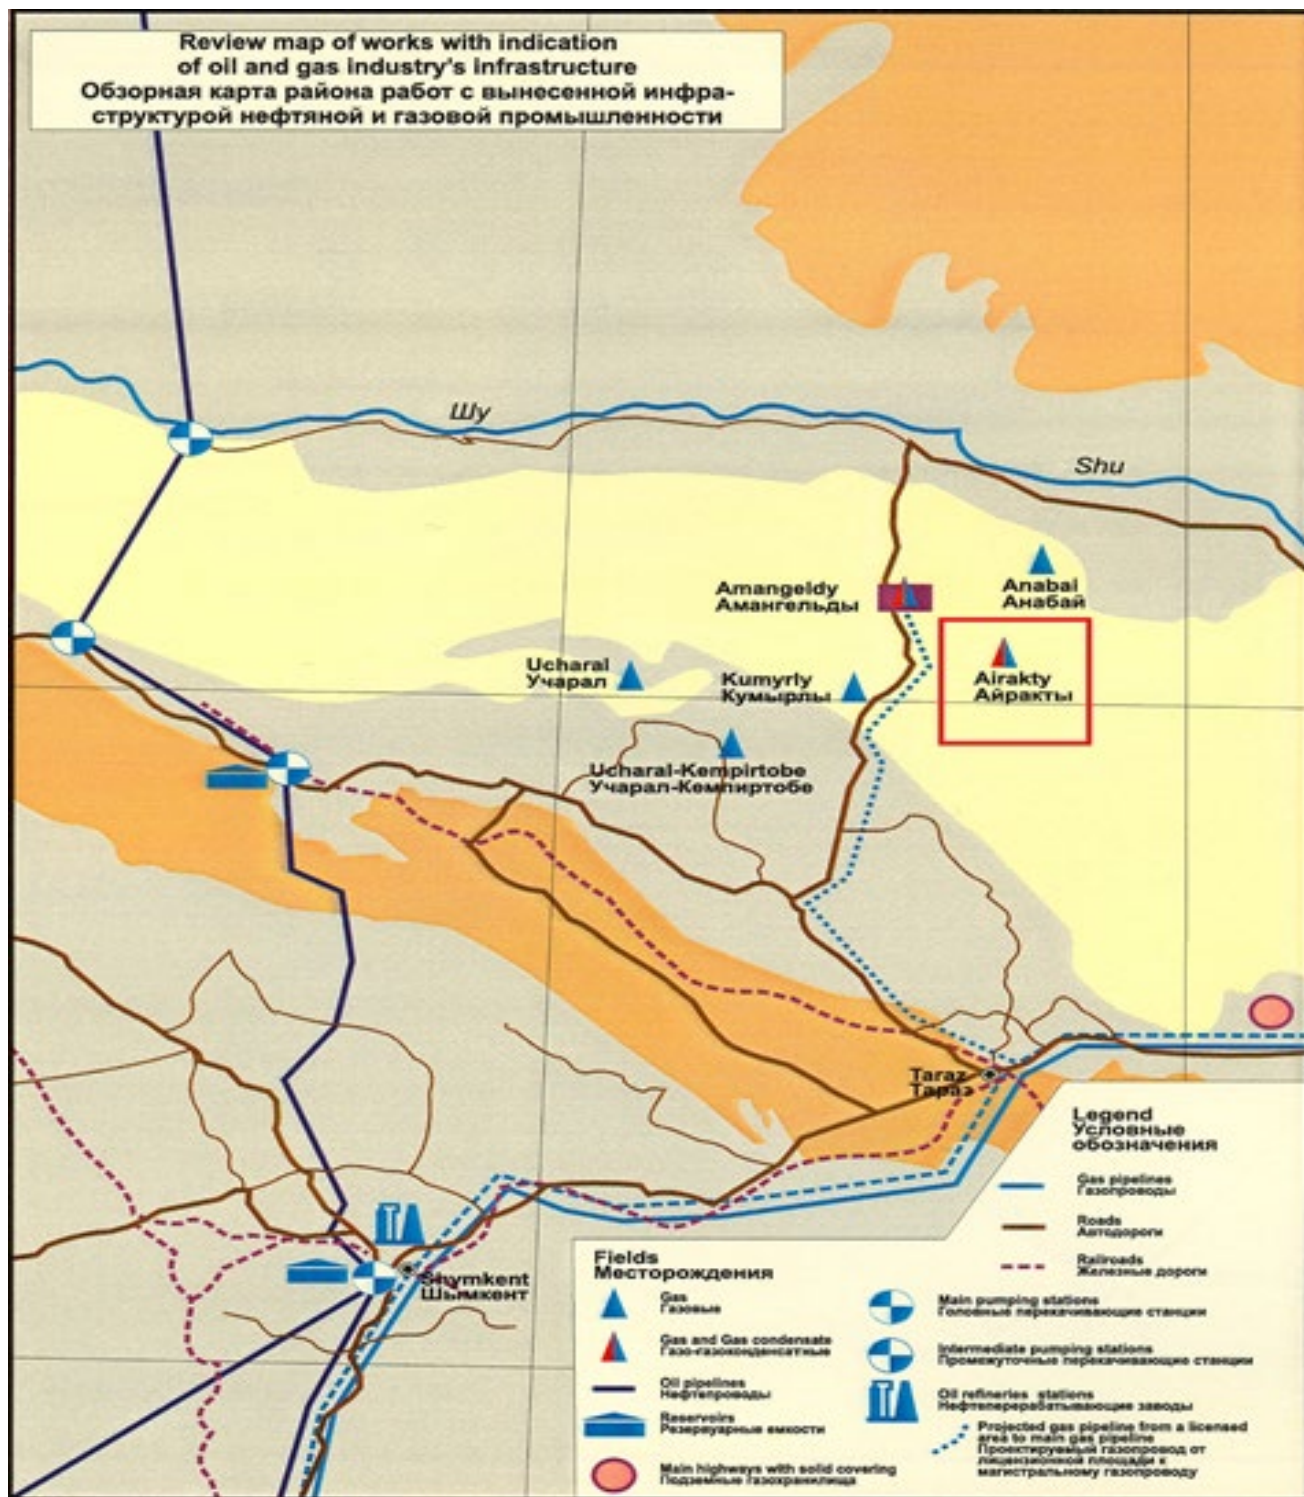 Review map of works with indication
of oil and gas industry's infrastructure
Обзорная карта района работ с вынесенной инфра-
структурой нефтяной и газовой промышленности
Шу
Shu
Amangeldy
Амангельды
Anabai
Анабай
Ucharal
Учарал
Kumyrly
Кумырлы
Airakty
Айракты
Ucharal-Kempirtobe
Учарал-Кемпиртобе
Taraz
Тараз
Shymkent
Шымкент
Legend
Условные
обозначения
Gas pipelines
Газопроводы
Roads
Автодороги
Railroads
Железные дороги
Fields
Месторождения
Gas
Газовые
Gas and Gas condensate
Газо-газоконденсатные
Oil pipelines
Нефтепроводы
Reservoirs
Резервуарные емкости
Main highways with solid covering
Подземные газохранилища
Main pumping stations
Головные перекачивающие станции
Intermediate pumping stations
Промежуточные перекачивающие станции
Oil refineries stations
Нефтеперерабатывающие заводы
Projected gas pipeline from a licensed
area to main gas pipeline
Проектируемый газопровод от
лицензионной площади к
магистральному газопроводу